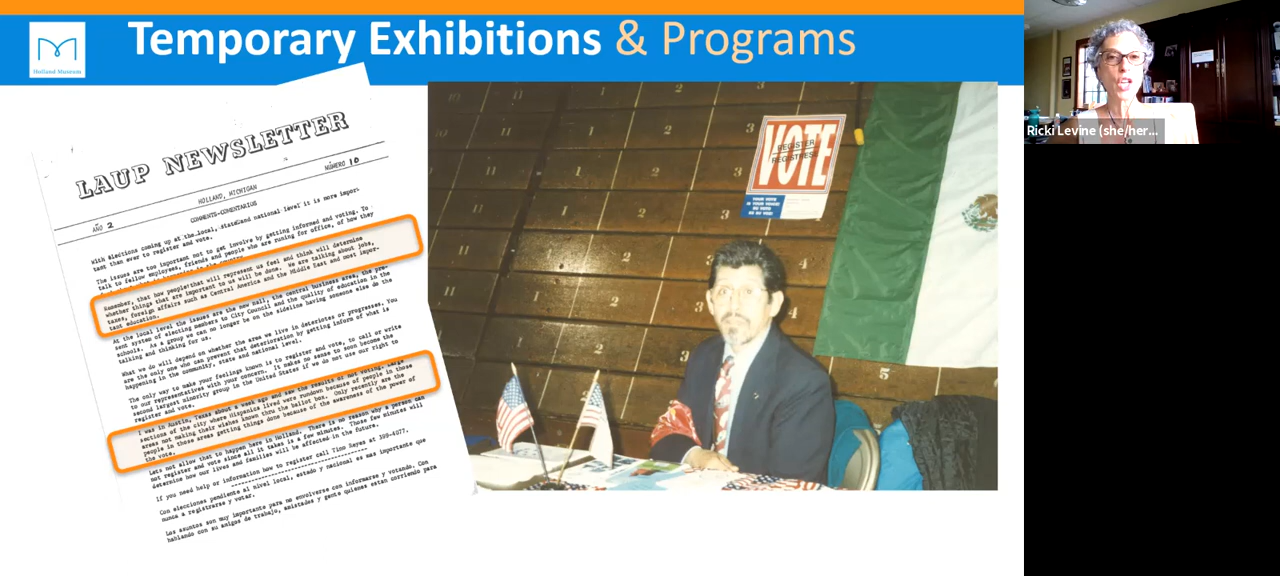 Temporary Exhibitions & Programs
Holland Museum
Ricki Levine (she/her...
LAUP NEWSLETTER
HOLLAND, MICHIGAN
AÑO 2
NÚMERO 10
COMMENTS-COMENTARIOS
With elections coming up at the local, state and national level it is more impor-
tant than ever to register and vote.
The issues are too important not to get involve by getting informed and voting. To
talk to fellow employees, friends and people who are runing for office, of how they
Remember, that how people that will represent us feel and think will determine
whether things that are important to us will be done. We are talking about jobs,
taxes, foreign affairs such as Central America and the Middle East and most impor-
tant education.
At the local level the issues are the new mall, the central business area, the pre-
sent system of electing members to City Council and the quality of education in the
schools. As a group we can no longer be on the sideline having someone else do the
talking and thinking for us.
What we do will depend on whether the area we live in deteriotes or progresses. You
are the only one who can prevent that deterioration by getting inform of what is
happening in the community, state and national level.
The only way to make your feelings known is to register and vote, to call or write
to our representatives with your concern. It makes no sense to soon become the
second largest minority group in the United States if we do not use our right to
register and vote.
I was in Austin, Texas about a week ago and saw the results of not voting. Large
sections of the city where Hispanics lived were rundown because of people in those
areas not making their wishes known thru the ballot box. Only recently are the
people in those areas getting things done because of the awareness of the power of
the vote.
Lets not allow that to happen here in Holland. There is no reason why a person can
not register and vote since all it takes is a few minutes. Those few minutes will
determine how our lives and families will be affected in the future.
If you need help or information how to register call Tino Reyes at
Con elecciones pendiente al nivel local, estado y nacional es mas importante que
nunca a registrarse y votar.
Los asuntos son muy importante para no envolverse con informarse y votando. Con
hablando con su amigos de trabajo, amistades y gente quienes estan corriendo para
VOTE
REGISTER
REGISTRESE
10
11
1
2
3
5